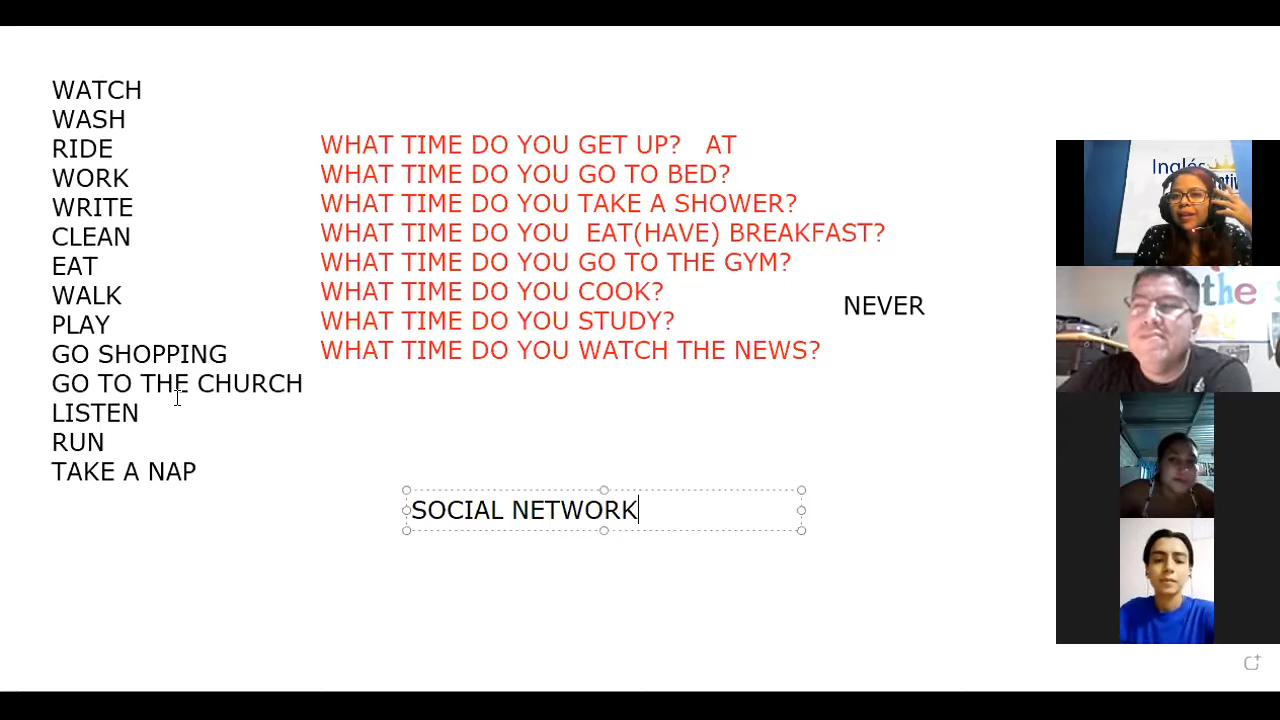 WATCH
WASH
RIDE
WORK
WRITE
CLEAN
EAT
WALK
PLAY
GO SHOPPING
GO TO THE CHURCH
LISTEN
RUN
TAKE A NAP
WHAT TIME DO YOU GET UP? AT
WHAT TIME DO YOU GO TO BED?
WHAT TIME DO YOU TAKE A SHOWER?
WHAT TIME DO YOU EAT(HAVE) BREAKFAST?
WHAT TIME DO YOU GO TO THE GYM?
WHAT TIME DO YOU COOK?
WHAT TIME DO YOU STUDY?
WHAT TIME DO YOU WATCH THE NEWS?
NEVER
SOCIAL NETWORK
Inglés